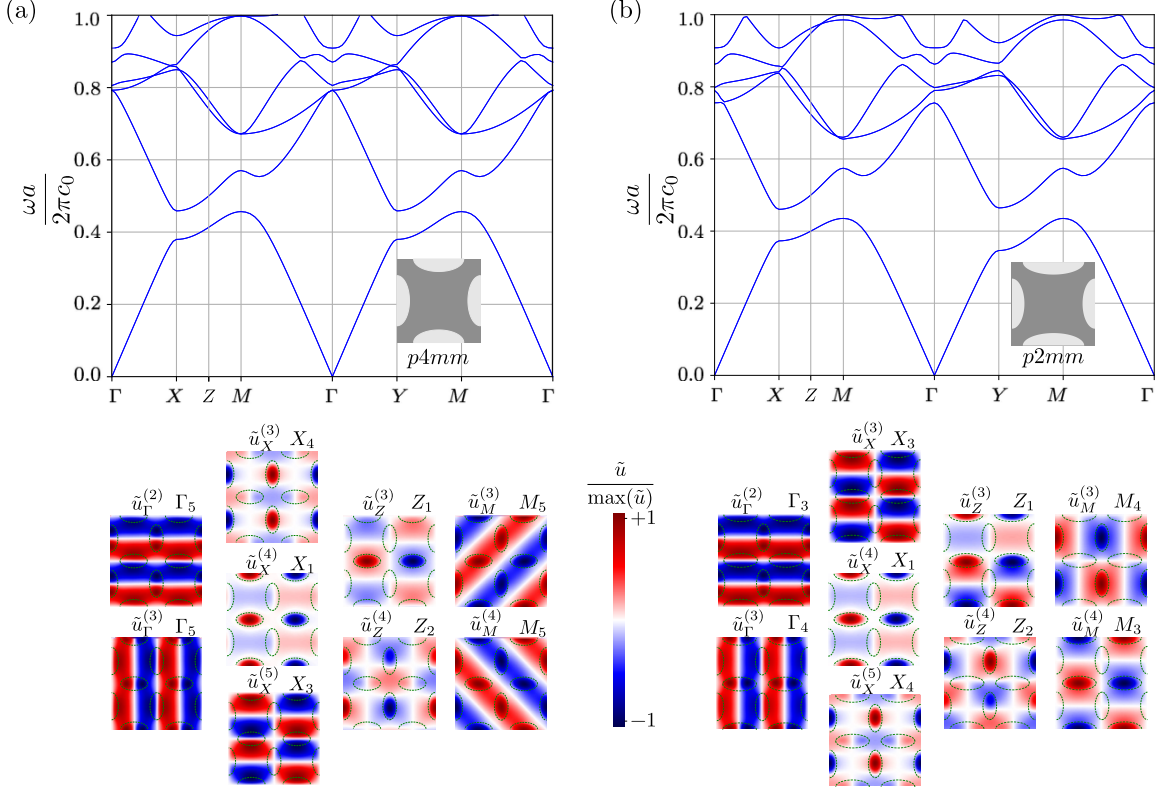 (a)
ωa
2πc₀
1.0
0.8
0.6
0.4
0.2
0.0
Γ X Z M Γ Y M Γ
p4mm
(b)
ωa
2πc₀
1.0
0.8
0.6
0.4
0.2
0.0
Γ X Z M Γ Y M Γ
p2mm
ũ_X^(3) X₄
ũ_Γ^(2) Γ₅
ũ_Z^(3) Z₁
ũ_M^(3) M₅
ũ_X^(4) X₁
ũ_Γ^(3) Γ₅
ũ_Z^(4) Z₂
ũ_M^(4) M₅
ũ_X^(5) X₃
ũ
max(ũ)
+1
−1
ũ_X^(3) X₃
ũ_Γ^(2) Γ₃
ũ_Z^(3) Z₁
ũ_M^(3) M₄
ũ_X^(4) X₁
ũ_Γ^(3) Γ₄
ũ_Z^(4) Z₂
ũ_M^(4) M₃
ũ_X^(5) X₄